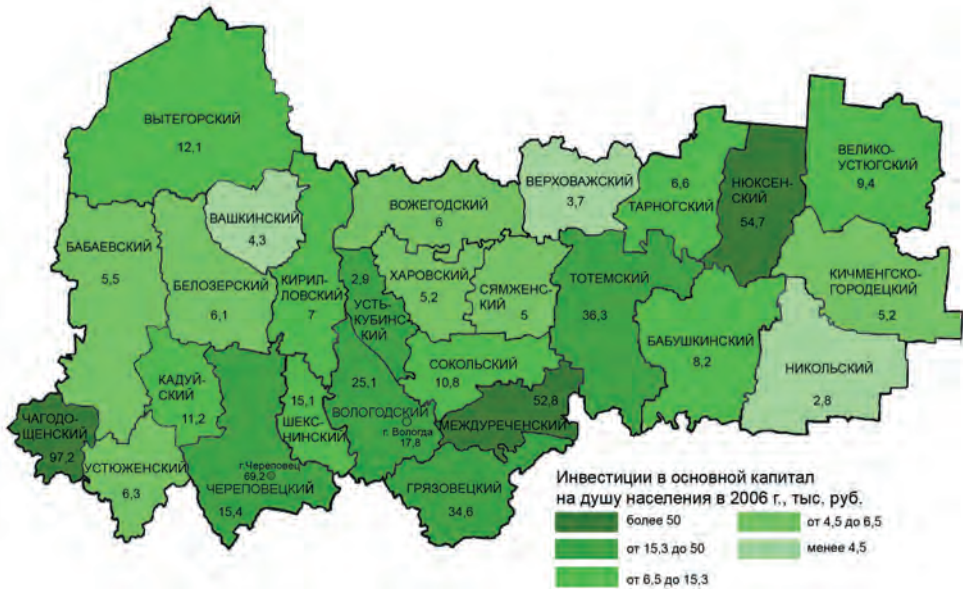 ВЫТЕГОРСКИЙ
12,1
ВАШКИНСКИЙ
4,3
БАБАЕВСКИЙ
5,5
БЕЛОЗЕРСКИЙ
6,1
КИРИЛ-
ЛОВСКИЙ
7
ВОЖЕГОДСКИЙ
6
ВЕРХОВАЖСКИЙ
3,7
6,6
ТАРНОГСКИЙ
НЮКСЕН-
СКИЙ
54,7
ВЕЛИКО-
УСТЮГСКИЙ
9,4
2,9
УСТЬ-
КУБИНСКИЙ
ХАРОВСКИЙ
5,2
СЯМЖЕНС-
КИЙ
5
ТОТЕМСКИЙ
36,3
КИЧМЕНГСКО-
ГОРОДЕЦКИЙ
5,2
БАБУШКИНСКИЙ
8,2
НИКОЛЬСКИЙ
2,8
СОКОЛЬСКИЙ
10,8
КАДУЙ-
СКИЙ
11,2
15,1
ШЕКС-
НИНСКИЙ
25,1
ВОЛОГОДСКИЙ
г. Вологда
17,8
52,8
МЕЖДУРЕЧЕНСКИЙ
ЧАГОДО-
ЩЕНСКИЙ
97,2
УСТЮЖЕНСКИЙ
6,3
г.Череповец
69,2
ЧЕРЕПОВЕЦКИЙ
15,4
ГРЯЗОВЕЦКИЙ
34,6
Инвестиции в основной капитал
на душу населения в 2006 г., тыс. руб.
более 50
от 15,3 до 50
от 6,5 до 15,3
от 4,5 до 6,5
менее 4,5